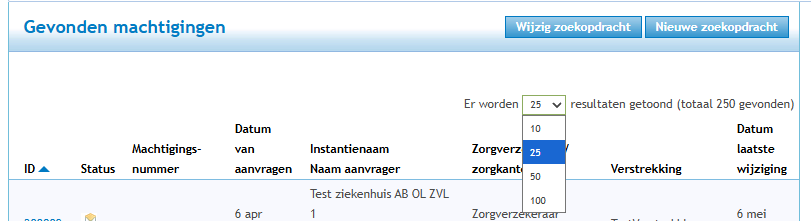 Gevonden machtigingen
Wijzig zoekopdracht Nieuwe zoekopdracht
Er worden 25 resultaten getoond (totaal 250 gevonden)
10
25
50
100
ID
Status
Machtigings-
nummer
Datum
van
aanvragen
Instantienaam
Naam aanvrager
Verstrekking
Datum
laatste
wijziging
Test ziekenhuis AB OL ZVL
1
6 apr
Zorgverzekeraar
6 mei